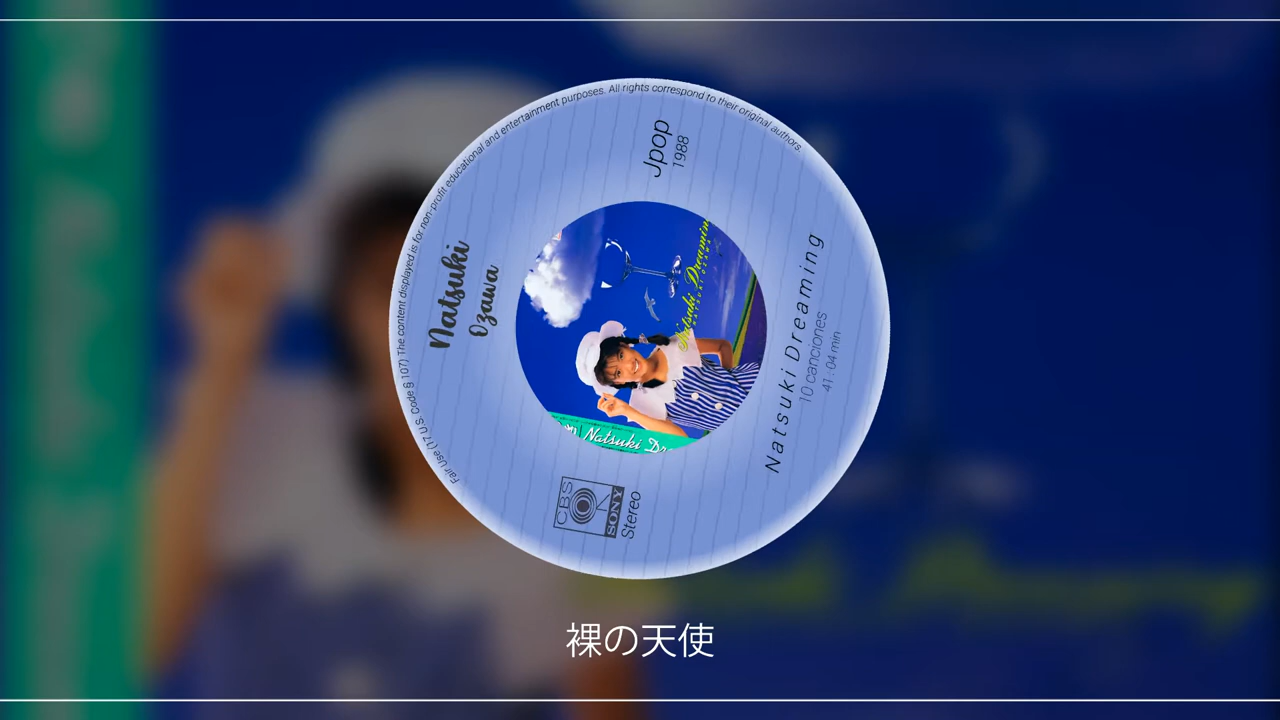 Fair Use (17 U.S. Code § 107) The content displayed is for non-profit educational and entertainment purposes. All rights correspond to their original authors.
Jpop
1988
Natsuki
Ozawa
Natsuki Dreaming
Natsuki Dreaming
10 canciones
41 : 04 min
Natsuki
CBS
SONY
Stereo
裸の天使